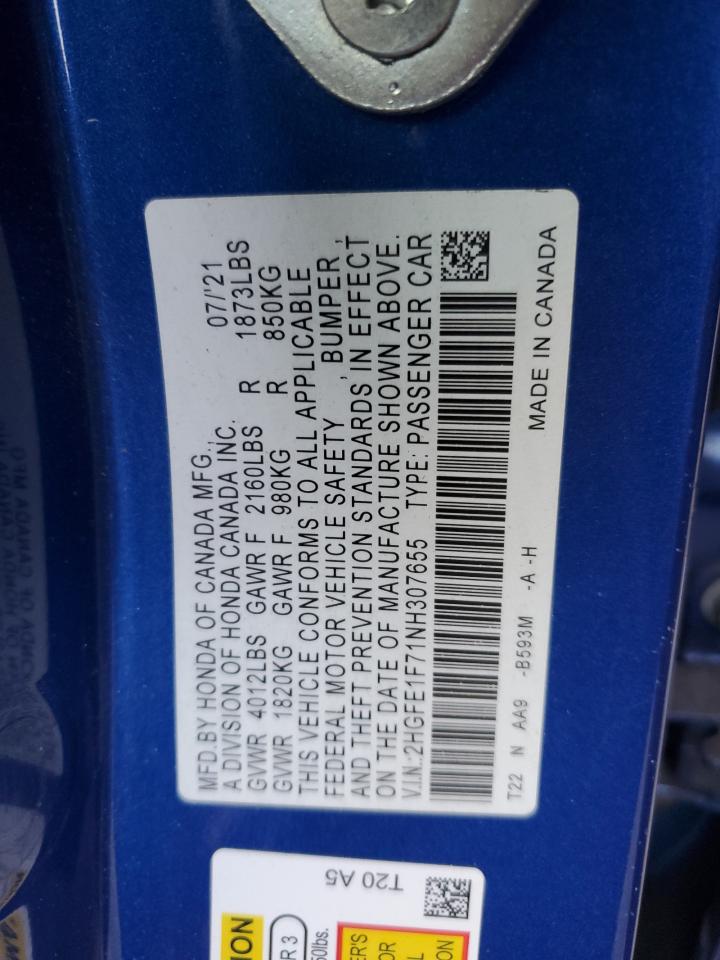 MFD.BY HONDA OF CANADA MFG., 07/'21
A DIVISION OF HONDA CANADA INC.
GVWR 4012LBS GAWR F 2160LBS R 1873LBS
GVWR 1820KG GAWR F 980KG R 850KG
THIS VEHICLE CONFORMS TO ALL APPLICABLE
FEDERAL MOTOR VEHICLE SAFETY , BUMPER ,
AND THEFT PREVENTION STANDARDS IN EFFECT
ON THE DATE OF MANUFACTURE SHOWN ABOVE.
V.I.N.:2HGFE1F71NH307655 TYPE: PASSENGER CAR
T22 N AA9 -B593M -A -H MADE IN CANADA
T20 A5